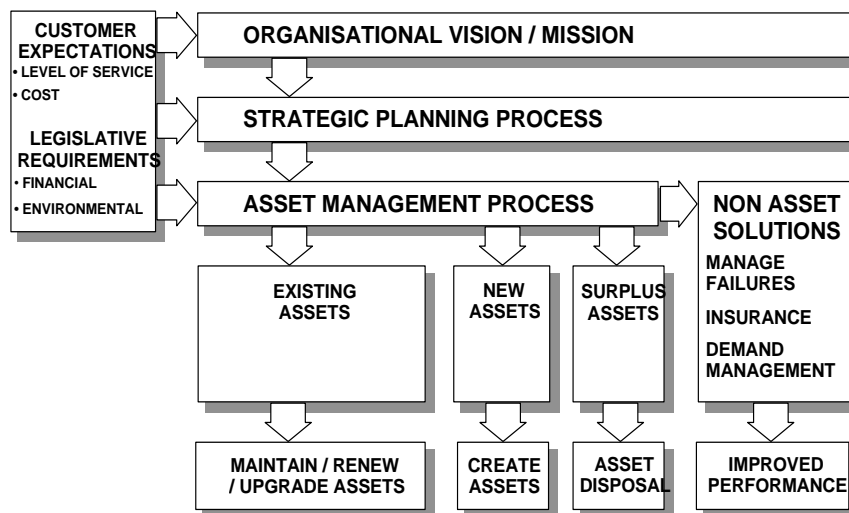 CUSTOMER
EXPECTATIONS
• LEVEL OF SERVICE
• COST
LEGISLATIVE
REQUIREMENTS
• FINANCIAL
• ENVIRONMENTAL
ORGANISATIONAL VISION / MISSION
STRATEGIC PLANNING PROCESS
ASSET MANAGEMENT PROCESS
NON ASSET
SOLUTIONS
MANAGE
FAILURES
INSURANCE
DEMAND
MANAGEMENT
EXISTING
ASSETS
NEW
ASSETS
SURPLUS
ASSETS
MAINTAIN / RENEW
/ UPGRADE ASSETS
CREATE
ASSETS
ASSET
DISPOSAL
IMPROVED
PERFORMANCE